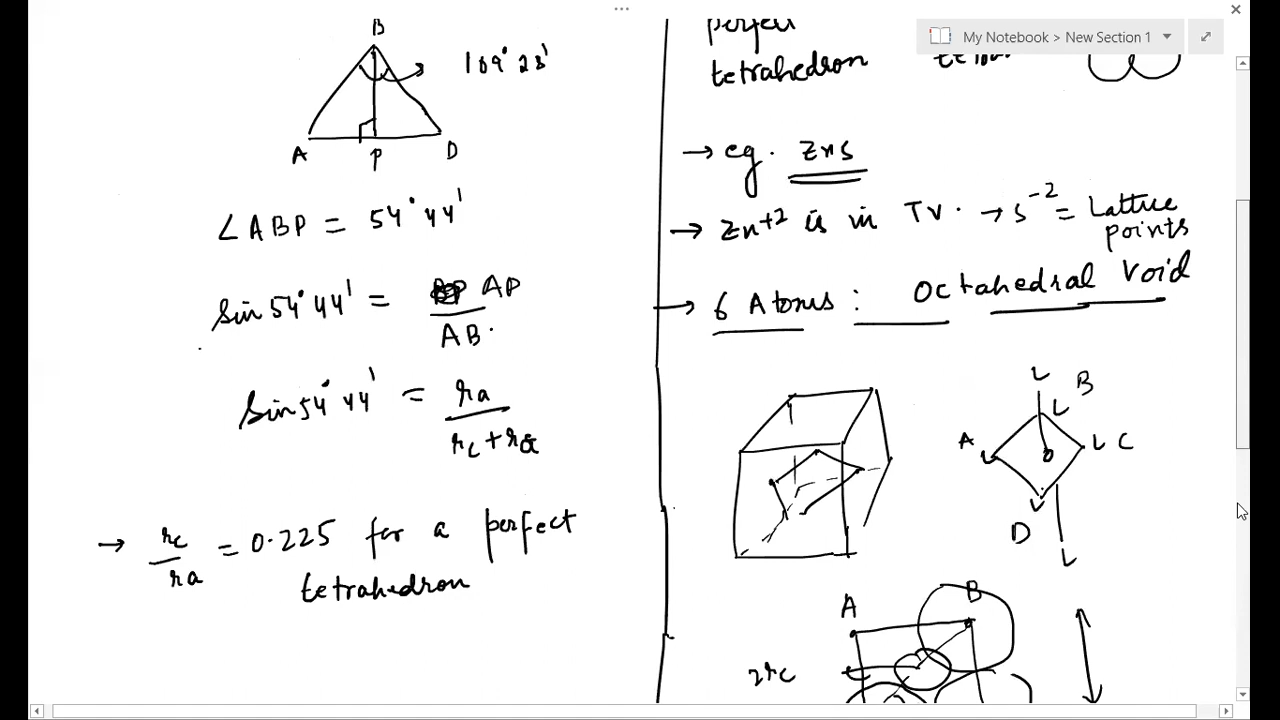 My Notebook > New Section 1
B
109° 28'
A P D
∠ABP = 54° 44'
Sin 54° 44' = AP
AB
Sin 54° 44' = ra
rc + ra
→ rc = 0.225 for a perfect
ra
tetrahedron
perfect
tetrahedron
→ eg. ZnS
→ Zn+2 is in TV. → S-2 = Lattice
points
→ 6 Atoms : Octahedral Void
L B
L
A L C
L
D
L
A B
2rc